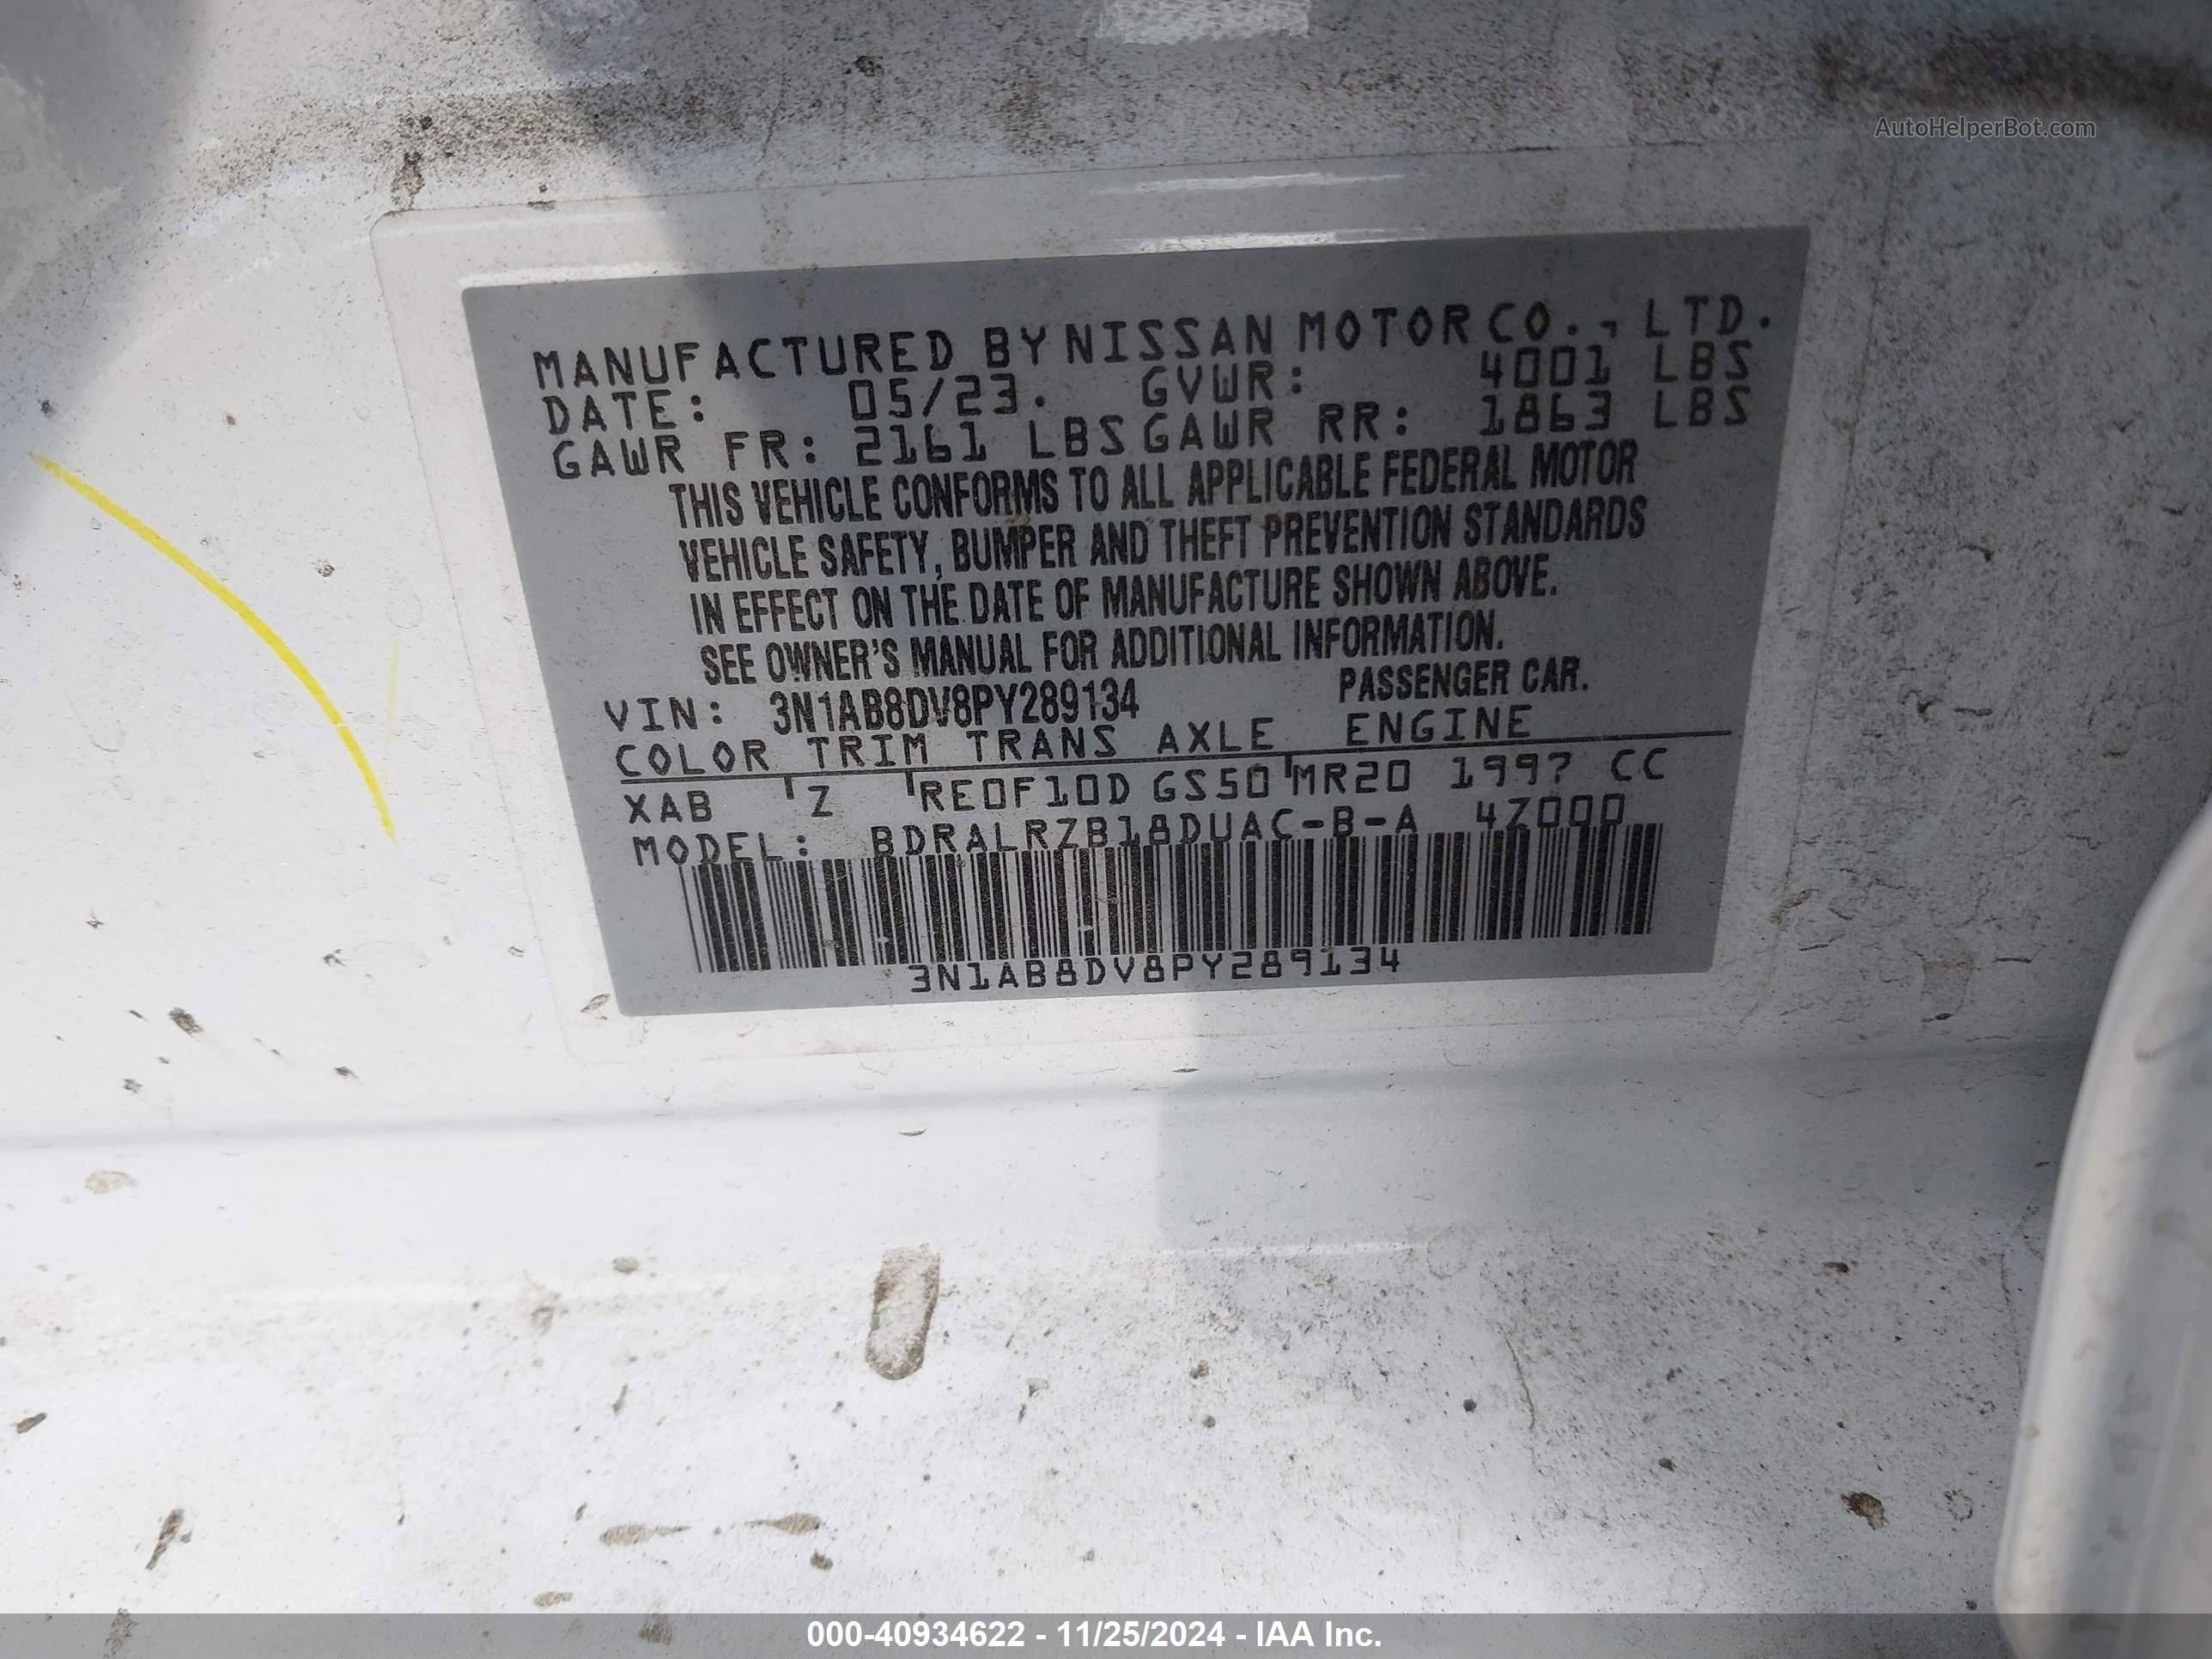 AutoHelperBot.com
MANUFACTURED BY NISSAN MOTOR CO., LTD.
DATE: 05/23. GVWR: 4001 LBS
GAWR FR: 2161 LBS GAWR RR: 1863 LBS
THIS VEHICLE CONFORMS TO ALL APPLICABLE FEDERAL MOTOR
VEHICLE SAFETY, BUMPER AND THEFT PREVENTION STANDARDS
IN EFFECT ON THE DATE OF MANUFACTURE SHOWN ABOVE.
SEE OWNER'S MANUAL FOR ADDITIONAL INFORMATION.
VIN: 3N1AB8DV8PY289134 PASSENGER CAR.
COLOR TRIM TRANS AXLE ENGINE
XAB Z RE0F10D GS50 MR20 1997 CC
MODEL: BDRALRZB18DUAC-B-A 4Z000
3N1AB8DV8PY289134
000-40934622 - 11/25/2024 - IAA Inc.